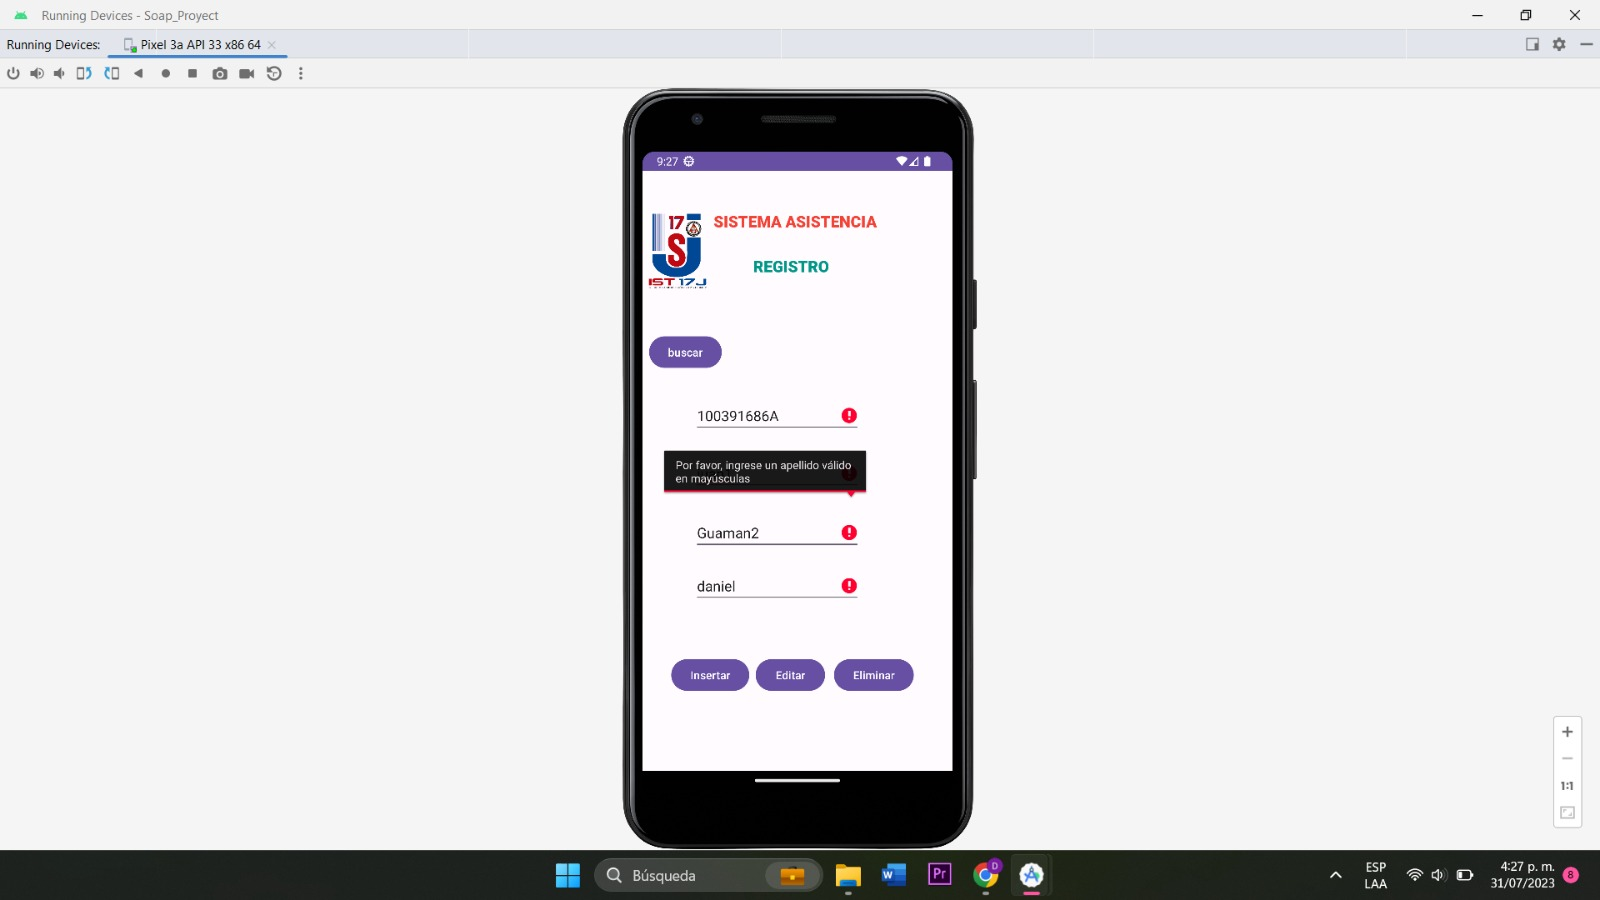 Running Devices - Soap_Proyect
Running Devices:
Pixel 3a API 33 x86 64
9:27
17
S
J
IST 17J
SISTEMA ASISTENCIA
REGISTRO
buscar
100391686A
Por favor, ingrese un apellido válido
en mayúsculas
Guaman2
daniel
Insertar
Editar
Eliminar
1:1
Búsqueda
W
Pr
D
ESP
LAA
4:27 p. m.
31/07/2023
8